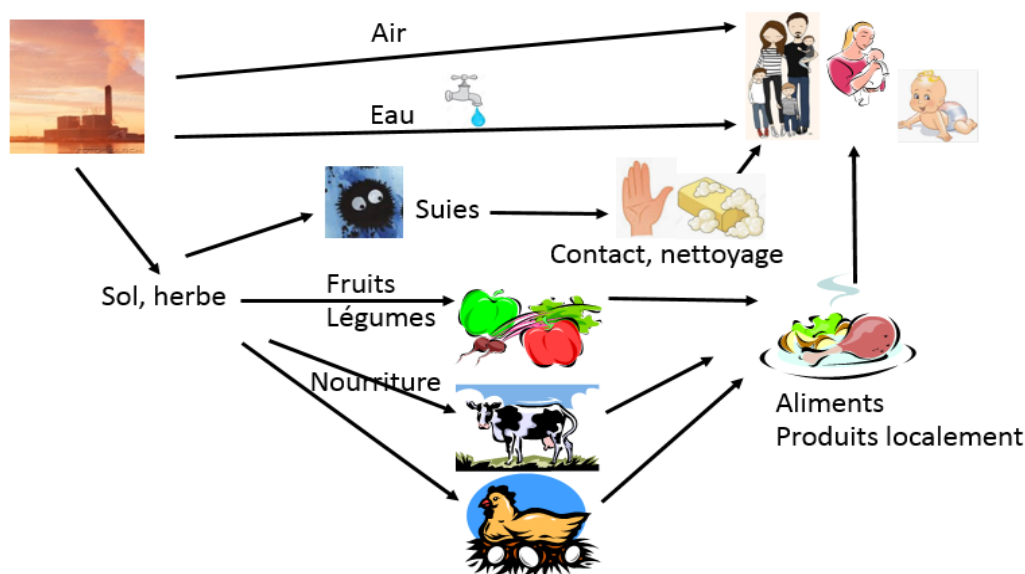 Air
Eau
Suies
Contact, nettoyage
Sol, herbe
Fruits
Légumes
Nourriture
Aliments
Produits localement